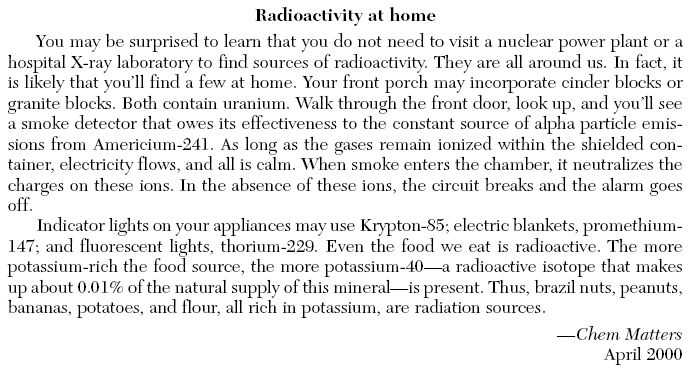 Radioactivity at home
You may be surprised to learn that you do not need to visit a nuclear power plant or a
hospital X-ray laboratory to find sources of radioactivity. They are all around us. In fact, it
is likely that you'll find a few at home. Your front porch may incorporate cinder blocks or
granite blocks. Both contain uranium. Walk through the front door, look up, and you'll see
a smoke detector that owes its effectiveness to the constant source of alpha particle emis-
sions from Americium-241. As long as the gases remain ionized within the shielded con-
tainer, electricity flows, and all is calm. When smoke enters the chamber, it neutralizes the
charges on these ions. In the absence of these ions, the circuit breaks and the alarm goes
off.
Indicator lights on your appliances may use Krypton-85; electric blankets, promethium-
147; and fluorescent lights, thorium-229. Even the food we eat is radioactive. The more
potassium-rich the food source, the more potassium-40—a radioactive isotope that makes
up about 0.01% of the natural supply of this mineral—is present. Thus, brazil nuts, peanuts,
bananas, potatoes, and flour, all rich in potassium, are radiation sources.
—Chem Matters
April 2000